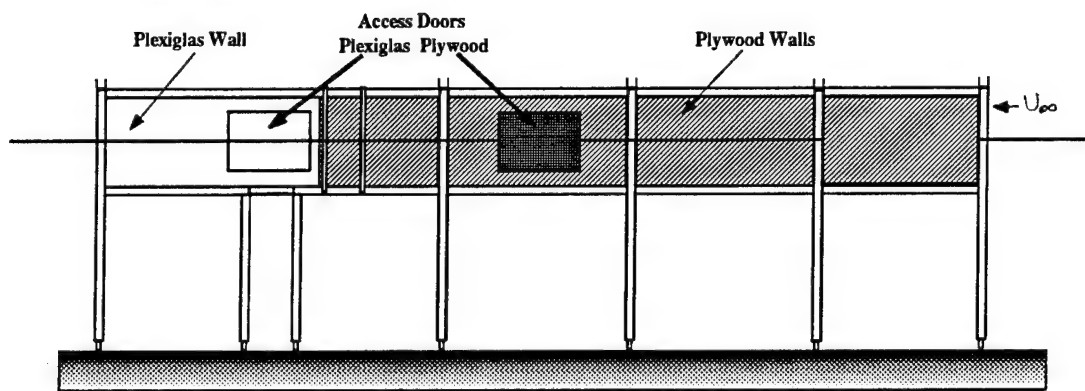 Access Doors
Plexiglas Wall
Plexiglas Plywood
Plywood Walls
U∞